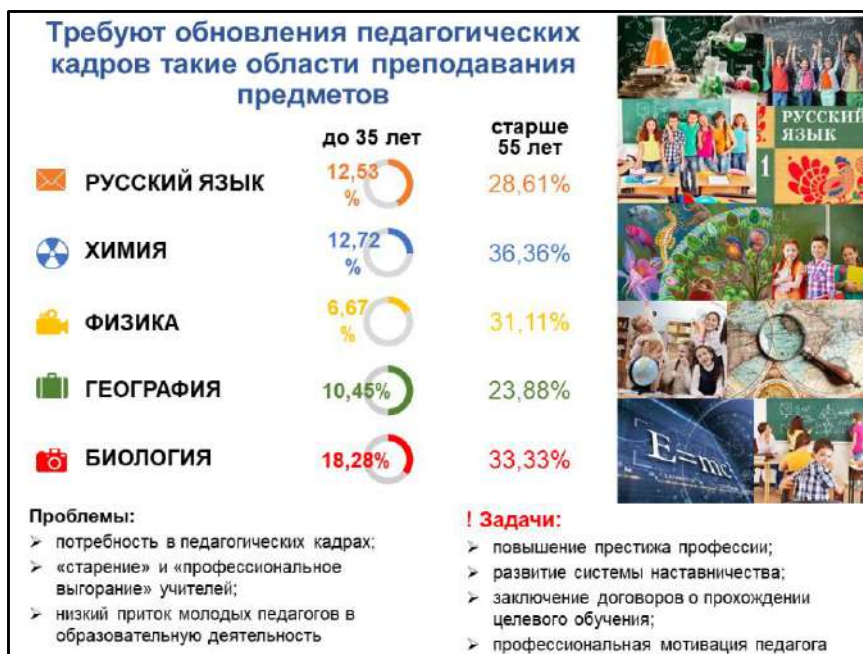 Требуют обновления педагогических
кадров такие области преподавания
предметов
до 35 лет
старше
55 лет
РУССКИЙ ЯЗЫК
12,53
%
28,61%
ХИМИЯ
12,72
%
36,36%
ФИЗИКА
6,67
%
31,11%
ГЕОГРАФИЯ
10,45%
23,88%
БИОЛОГИЯ
18,28%
33,33%
РУССКИЙ
ЯЗЫК
1
E=mc
Проблемы:
➢ потребность в педагогических кадрах;
➢ «старение» и «профессиональное
выгорание» учителей;
➢ низкий приток молодых педагогов в
образовательную деятельность
! Задачи:
➢ повышение престижа профессии;
➢ развитие системы наставничества;
➢ заключение договоров о прохождении
целевого обучения;
➢ профессиональная мотивация педагога